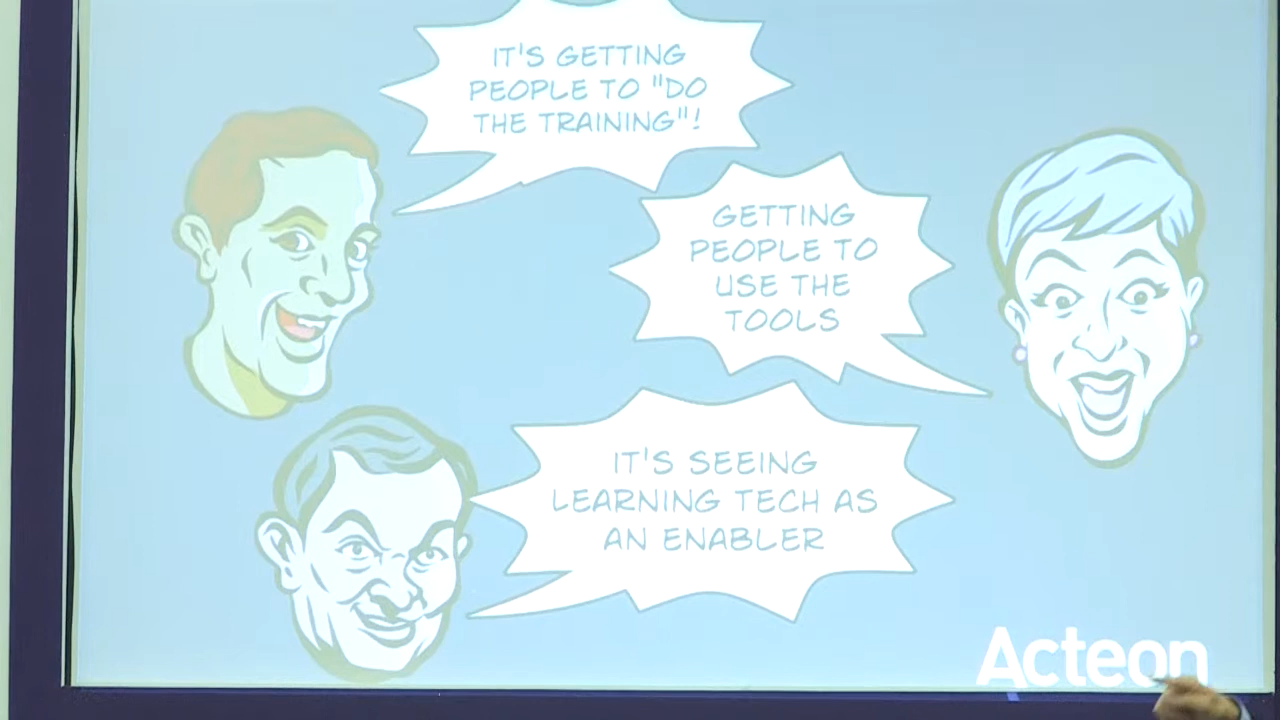 IT'S GETTING
PEOPLE TO "DO
THE TRAINING"!
GETTING
PEOPLE TO
USE THE
TOOLS
IT'S SEEING
LEARNING TECH AS
AN ENABLER
Acteon